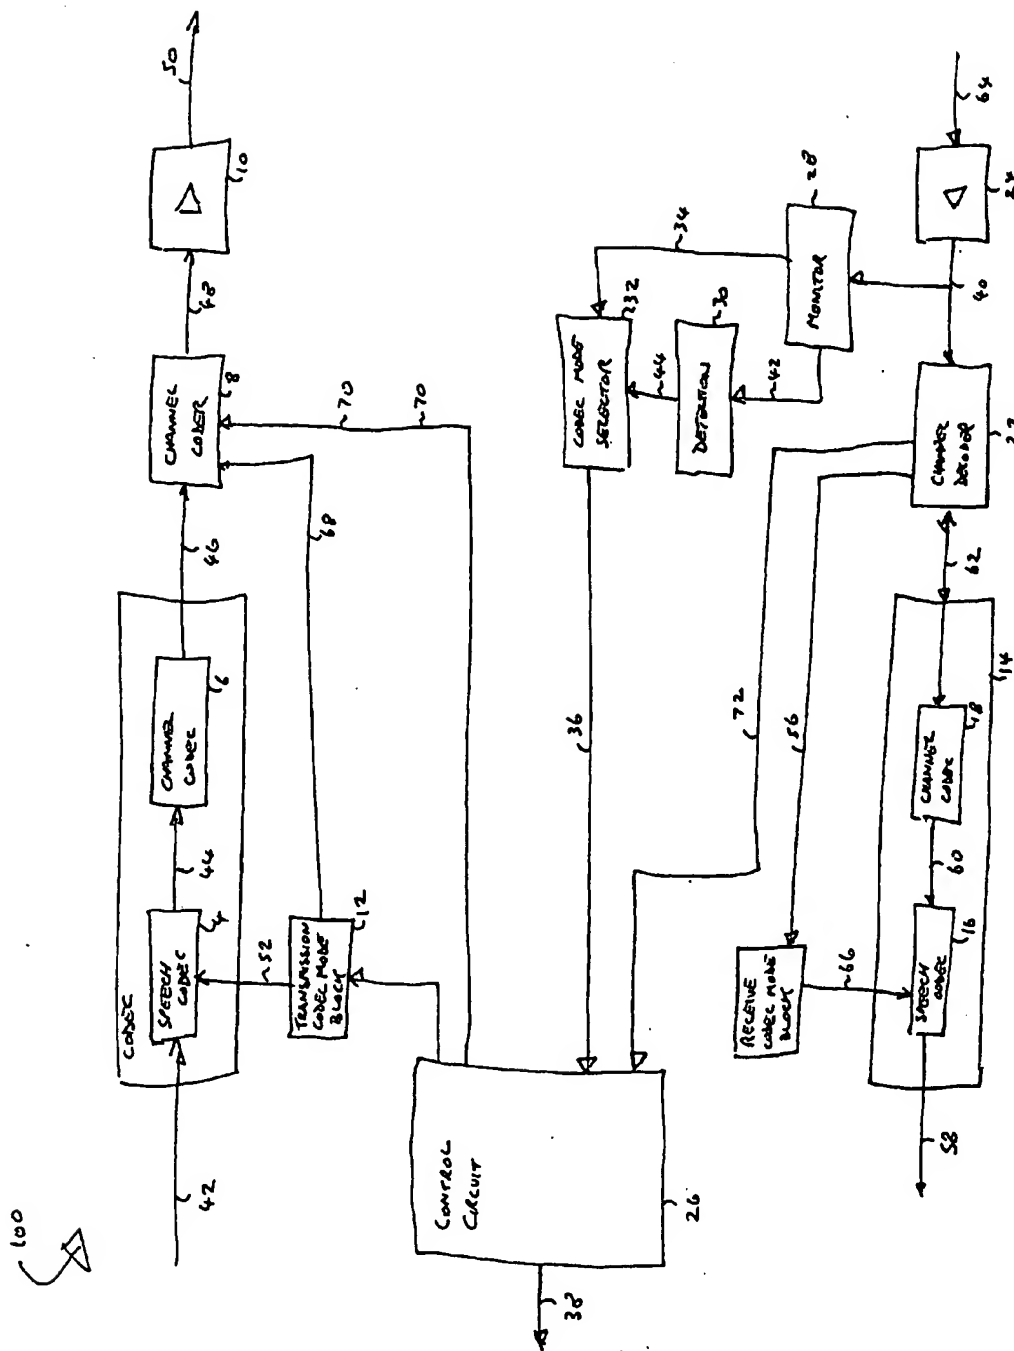 100
50
10
48
CHANNEL
CODER
8
46
CODEC
CHANNEL
CODEC
6
44
SPEECH
CODEC
4
42
52
TRANSMISSION
CODEC MODE
BLOCK
12
68
70
70
CONTROL
CIRCUIT
26
38
36
CODEC MODE
SELECTOR
232
34
44
DETECTION
30
42
MONITOR
28
72
56
RECEIVE
CODEC MODE
BLOCK
66
64
40
CHANNEL
DECODER
62
14
CHANNEL
CODEC
18
60
SPEECH
CODEC
16
58